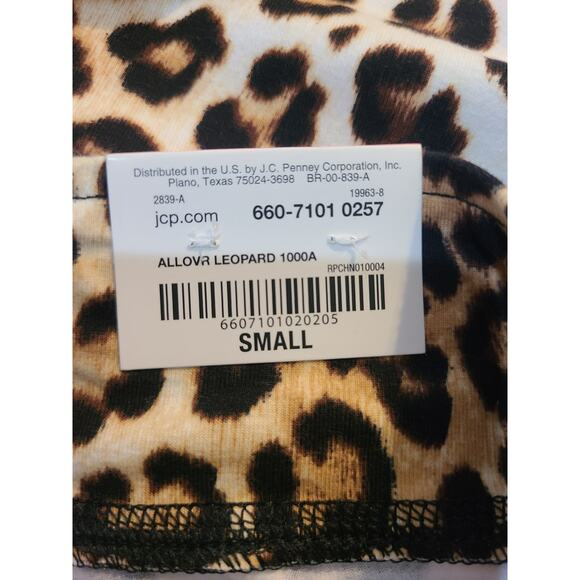 Distributed in the U.S. by J.C. Penney Corporation, Inc.
Plano, Texas 75024-3698 BR-00-839-A
2839-A 19963-8
jcp.com 660-7101 0257
ALLOVR LEOPARD 1000A
RPCHN010004
6607101020205
SMALL